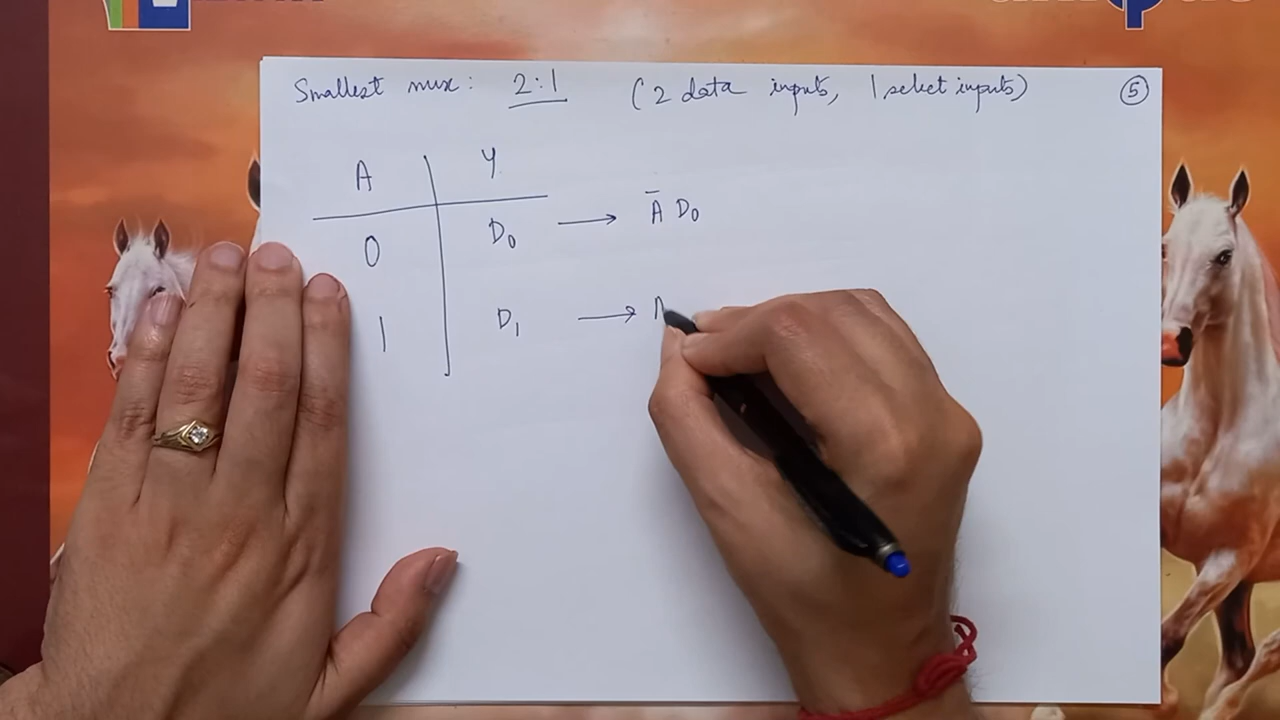 Smallest mux: 2:1 (2 data inputs, 1 select inputs) 5
A Y
0 D0 → Ā D0
1 D1 →